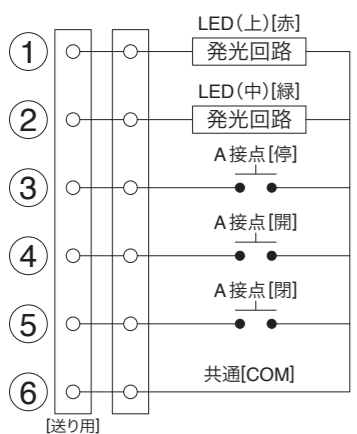 LED(上)[赤]
① 発光回路
LED(中)[緑]
② 発光回路
A接点[停]
③
A接点[開]
④
A接点[閉]
⑤
共通[COM]
⑥
[送り用]